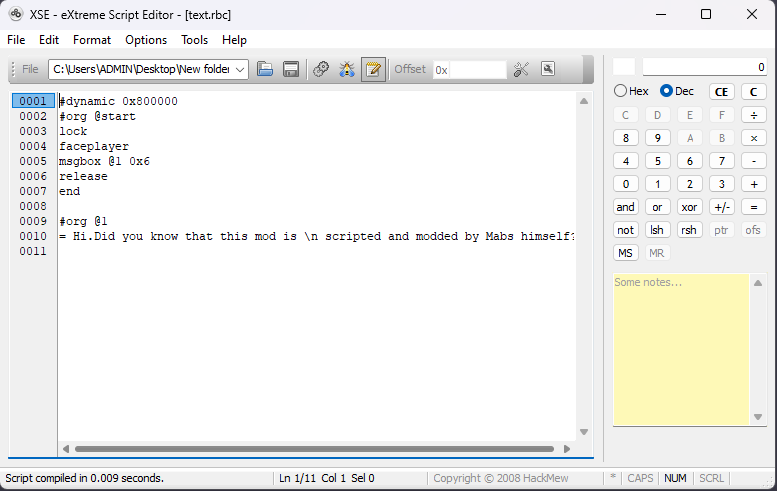 XSE - eXtreme Script Editor - [text.rbc]
File Edit Format Options Tools Help
File C:\Users\ADMIN\Desktop\New folder Offset 0x
0001 #dynamic 0x800000
0002 #org @start
0003 lock
0004 faceplayer
0005 msgbox @1 0x6
0006 release
0007 end
0008
0009 #org @1
0010 = Hi.Did you know that this mod is \n scripted and modded by Mabs himself?
0011
0
Hex Dec CE C
C D E F ÷
8 9 A B ×
4 5 6 7 -
0 1 2 3 +
and or xor +/- =
not lsh rsh ptr ofs
MS MR
Some notes...
Script compiled in 0.009 seconds. Ln 1/11 Col 1 Sel 0 Copyright © 2008 HackMew * CAPS NUM SCRL